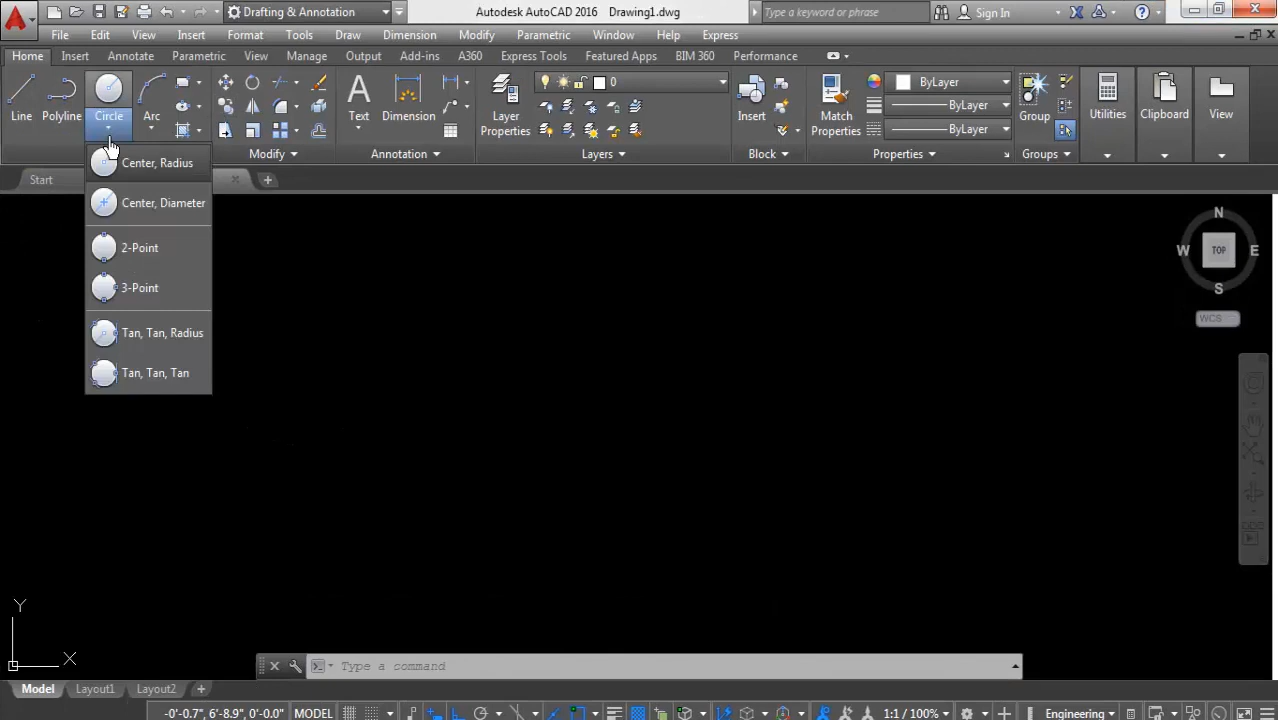 Drafting & Annotation
Autodesk AutoCAD 2016 Drawing1.dwg
Type a keyword or phrase
Sign In
File Edit View Insert Format Tools Draw Dimension Modify Parametric Window Help Express
Home Insert Annotate Parametric View Manage Output Add-ins A360 Express Tools Featured Apps BIM 360 Performance
Line
Polyline
Circle
Arc
Text
Dimension
Layer
Properties
0
Insert
Match
Properties
ByLayer
ByLayer
ByLayer
Group
Utilities
Clipboard
View
Modify
Annotation
Layers
Block
Properties
Groups
Start
Center, Radius
Center, Diameter
2-Point
3-Point
Tan, Tan, Radius
Tan, Tan, Tan
N
W
TOP
E
S
WCS
Y
X
Type a command
Model Layout1 Layout2
-0'-0.7", 6'-8.9", 0'-0.0" MODEL
1:1 / 100%
Engineering